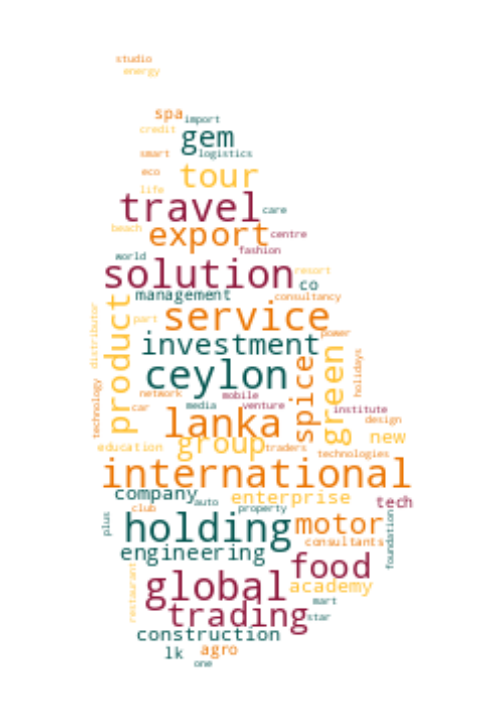 studio
energy
spa
import
credit
gem
smart
logistics
eco
tour
life
travel
care
beach
export
centre
world
fashion
solution
resort
co
management
consultancy
distributor
product
part
service
power
investment
holidays
ceylon
spice
green
technology
network
mobile
car
media
venture
institute
lanka
design
group
new
education
traders
technologies
international
company
auto
enterprise
tech
club
property
plus
holding
motor
foundation
consultants
engineering
food
restaurant
global
academy
mart
trading
star
construction
lk
agro
one